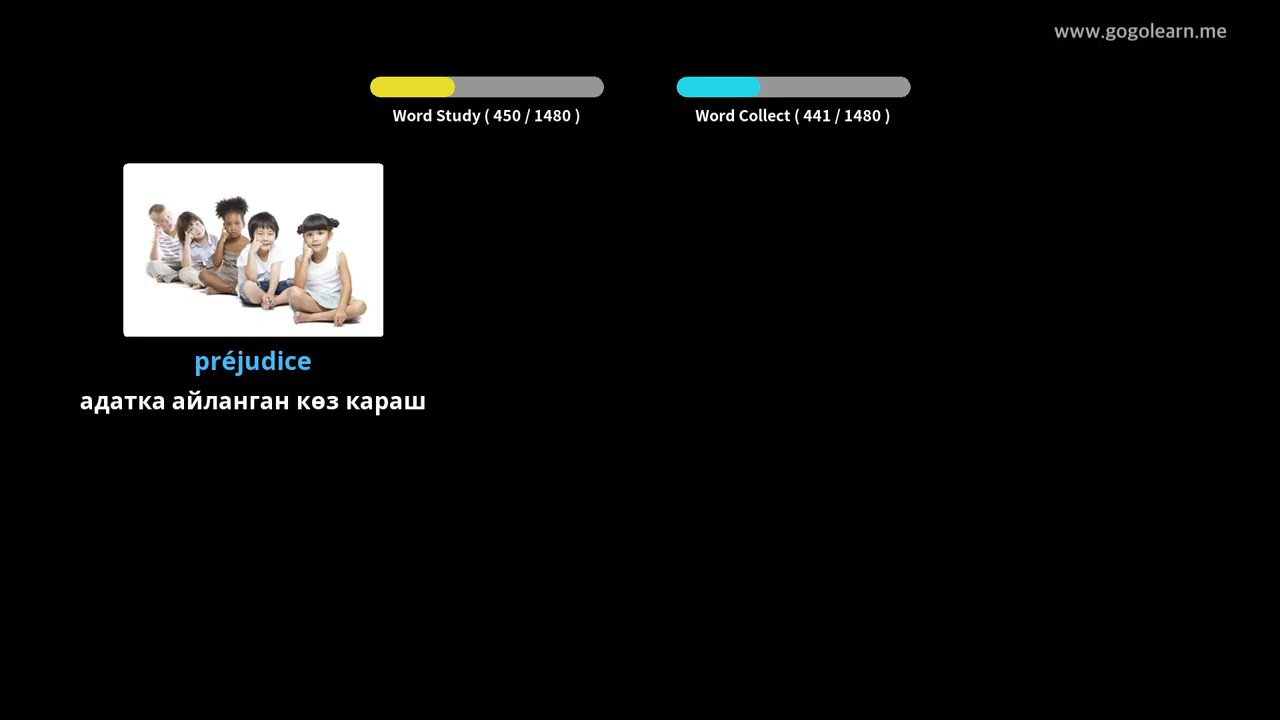 www.gogolearn.me
Word Study ( 450 / 1480 )
Word Collect ( 441 / 1480 )
préjudice
адатка айланган көз караш